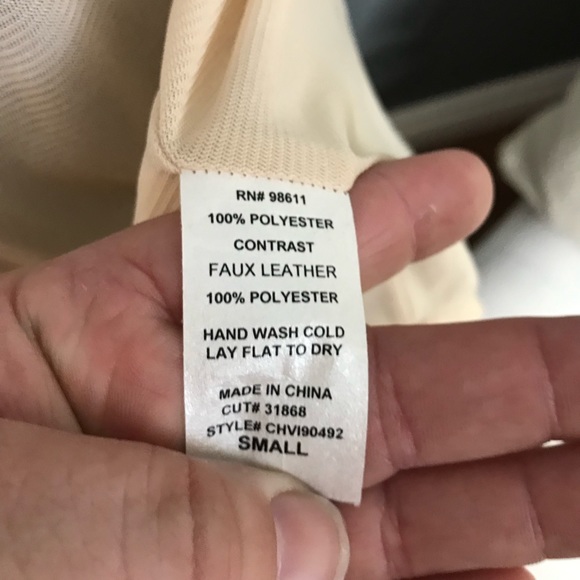 RN# 98611
100% POLYESTER
CONTRAST
FAUX LEATHER
100% POLYESTER
HAND WASH COLD
LAY FLAT TO DRY
MADE IN CHINA
CUT# 31868
STYLE# CHVI90492
SMALL